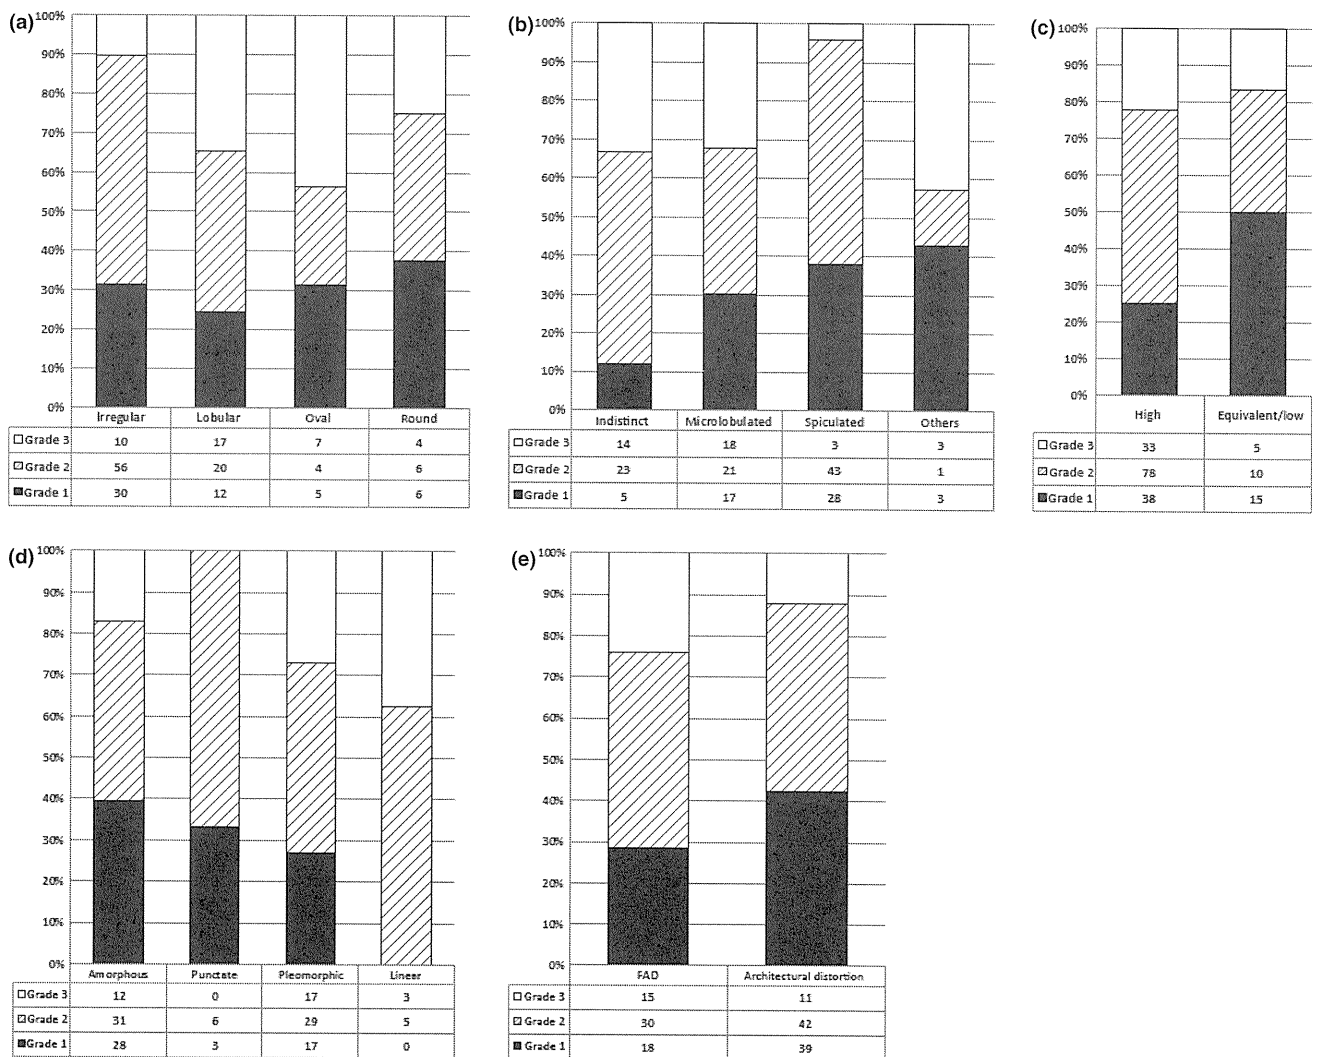 (a)
100%
90%
80%
70%
60%
50%
40%
30%
20%
10%
0%
Irregular Lobular Oval Round
Grade 3 10 17 7 4
Grade 2 56 20 4 6
Grade 1 30 12 5 6
(b)
100%
90%
80%
70%
60%
50%
40%
30%
20%
10%
0%
Indistinct Microlobulated Spiculated Others
Grade 3 14 18 3 3
Grade 2 23 21 43 1
Grade 1 5 17 28 3
(c)
100%
90%
80%
70%
60%
50%
40%
30%
20%
10%
0%
High Equivalent/low
Grade 3 33 5
Grade 2 78 10
Grade 1 38 15
(d)
100%
90%
80%
70%
60%
50%
40%
30%
20%
10%
0%
Amorphous Punctate Pleomorphic Linear
Grade 3 12 0 17 3
Grade 2 31 6 29 5
Grade 1 28 3 17 0
(e)
100%
90%
80%
70%
60%
50%
40%
30%
20%
10%
0%
FAD Architectural distortion
Grade 3 15 11
Grade 2 30 42
Grade 1 18 39